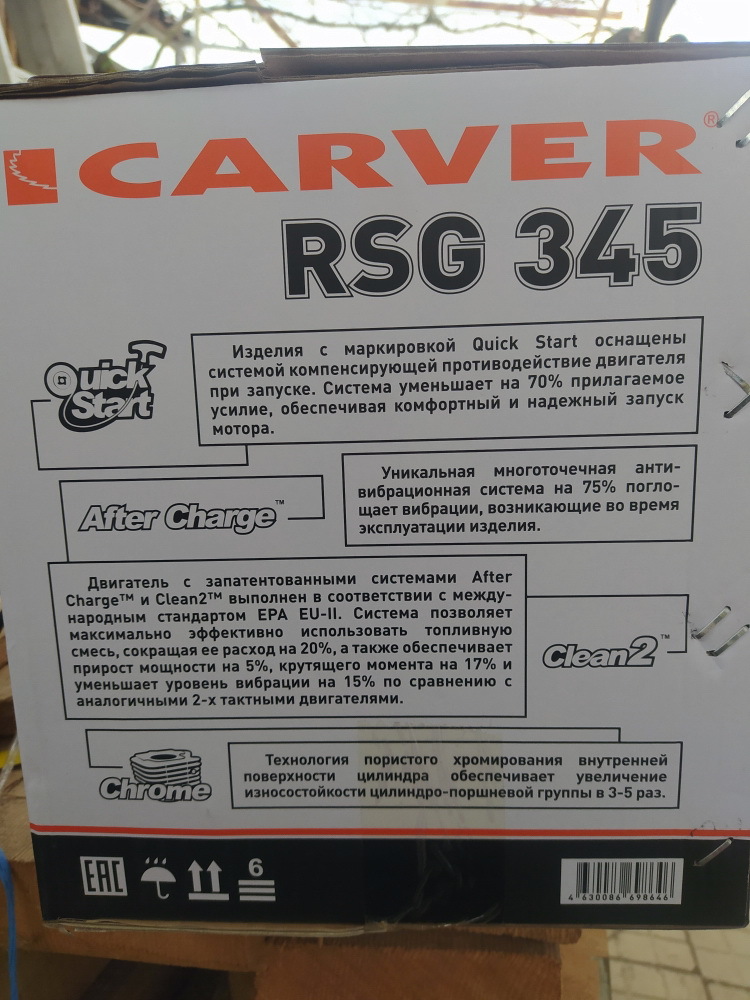 CARVER®
RSG 345
Quick
Start
Изделия с маркировкой Quick Start оснащены
системой компенсирующей противодействие двигателя
при запуске. Система уменьшает на 70% прилагаемое
усилие, обеспечивая комфортный и надежный запуск
мотора.
After Charge™
Уникальная многоточечная анти-
вибрационная система на 75% погло-
щает вибрации, возникающие во время
эксплуатации изделия.
Двигатель с запатентованными системами After
Charge™ и Clean2™ выполнен в соответствии с между-
народным стандартом EPA EU-II. Система позволяет
максимально эффективно использовать топливную
смесь, сокращая ее расход на 20%, а также обеспечивает
прирост мощности на 5%, крутящего момента на 17% и
уменьшает уровень вибрации на 15% по сравнению с
аналогичными 2-х тактными двигателями.
Clean2™
Chrome
Технология пористого хромирования внутренней
поверхности цилиндра обеспечивает увеличение
износостойкости цилиндро-поршневой группы в 3-5 раз.
EAC
6
4 630086 698646